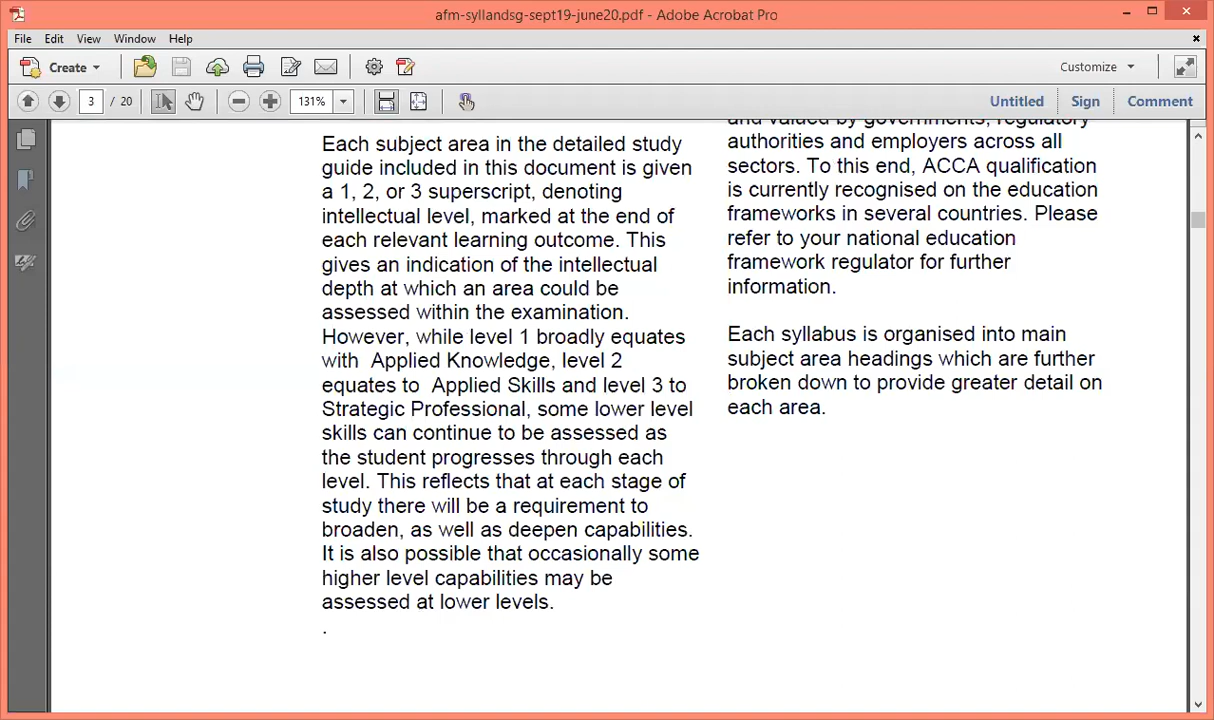 afm-syllandsg-sept19-june20.pdf - Adobe Acrobat Pro
File Edit View Window Help
Create
Customize
3 / 20
131%
Untitled
Sign
Comment
Each subject area in the detailed study
guide included in this document is given
a 1, 2, or 3 superscript, denoting
intellectual level, marked at the end of
each relevant learning outcome. This
gives an indication of the intellectual
depth at which an area could be
assessed within the examination.
However, while level 1 broadly equates
with Applied Knowledge, level 2
equates to Applied Skills and level 3 to
Strategic Professional, some lower level
skills can continue to be assessed as
the student progresses through each
level. This reflects that at each stage of
study there will be a requirement to
broaden, as well as deepen capabilities.
It is also possible that occasionally some
higher level capabilities may be
assessed at lower levels.
.
and valued by governments, regulatory
authorities and employers across all
sectors. To this end, ACCA qualification
is currently recognised on the education
frameworks in several countries. Please
refer to your national education
framework regulator for further
information.
Each syllabus is organised into main
subject area headings which are further
broken down to provide greater detail on
each area.